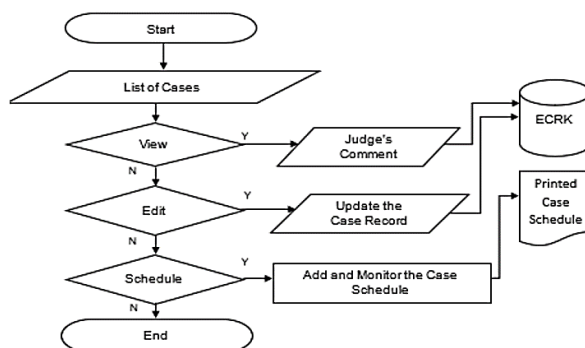 Start
List of Cases
View
Y
Judge's
Comment
ECRK
N
Edit
Y
Update the
Case Record
Printed
Case
Schedule
N
Schedule
Y
Add and Monitor the Case
Schedule
N
End